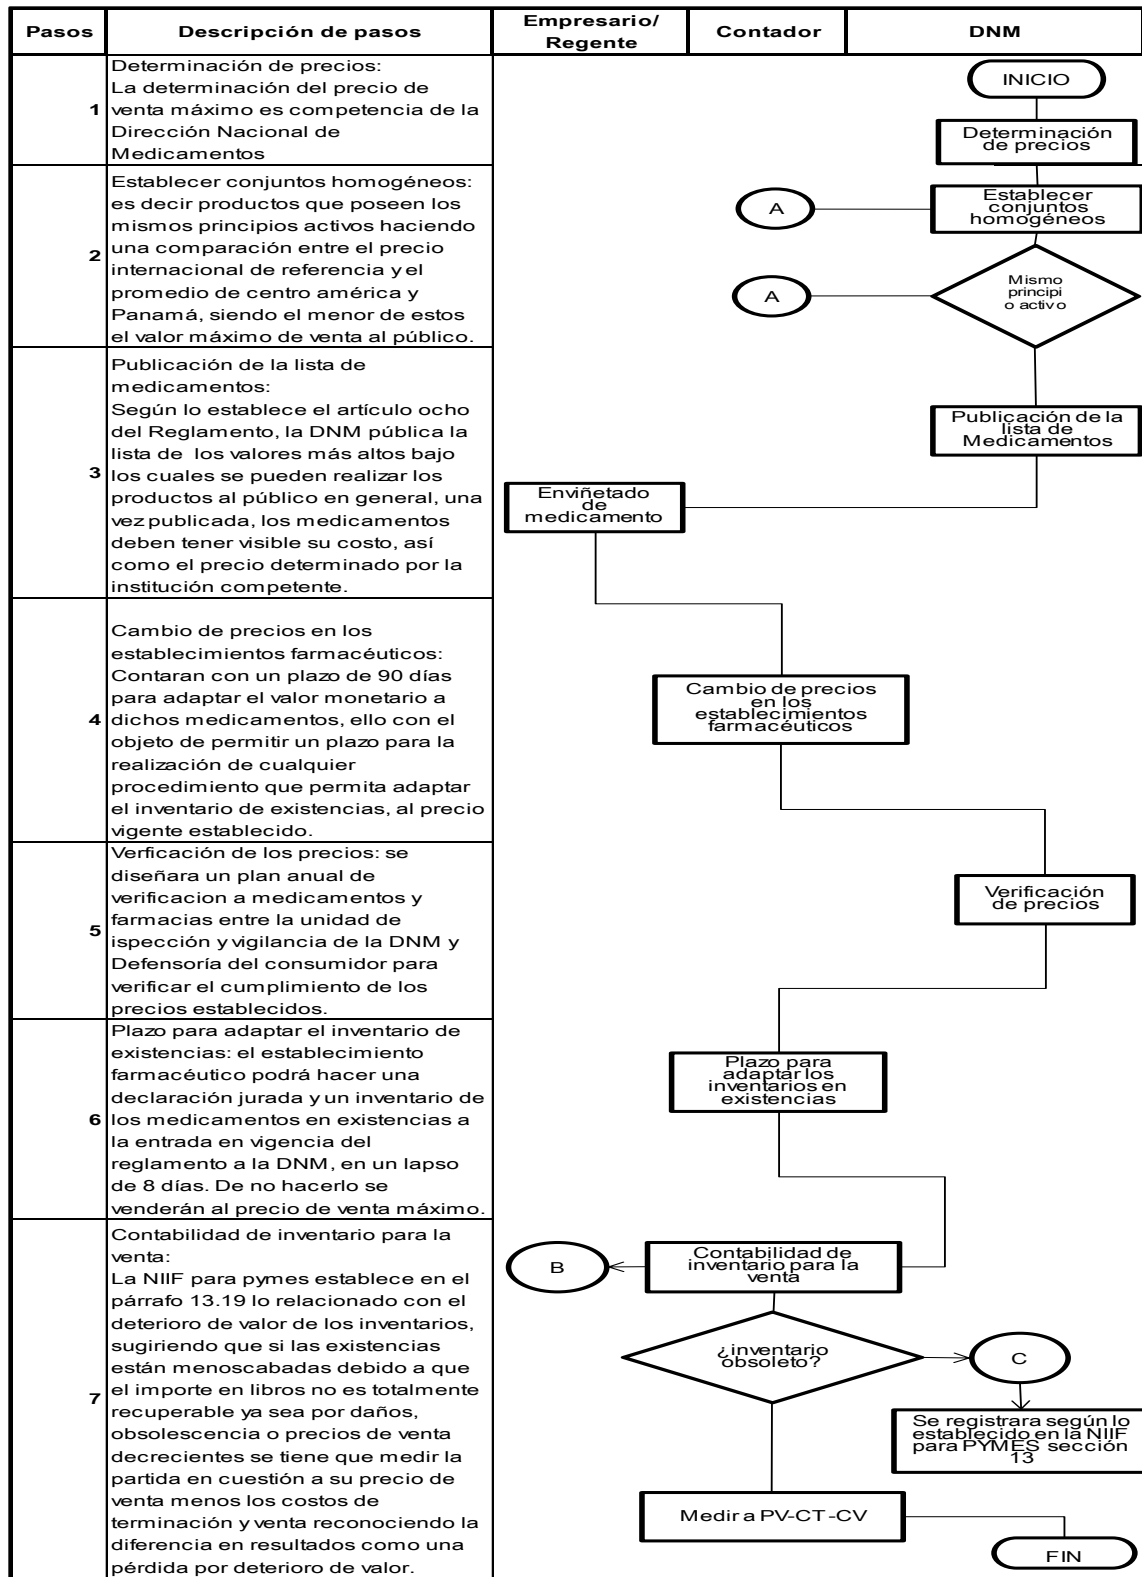 Pasos
Descripción de pasos
Empresario/
Regente
Contador
DNM
1
Determinación de precios:
La determinación del precio de
venta máximo es competencia de la
Dirección Nacional de
Medicamentos
INICIO
Determinación
de precios
2
Establecer conjuntos homogéneos:
es decir productos que poseen los
mismos principios activos haciendo
una comparación entre el precio
internacional de referencia y el
promedio de centro américa y
Panamá, siendo el menor de estos
el valor máximo de venta al público.
A
Establecer
conjuntos
homogéneos
A
Mismo
principi
o activo
3
Publicación de la lista de
medicamentos:
Según lo establece el artículo ocho
del Reglamento, la DNM pública la
lista de los valores más altos bajo
los cuales se pueden realizar los
productos al público en general, una
vez publicada, los medicamentos
deben tener visible su costo, así
como el precio determinado por la
institución competente.
Publicación de la
lista de
Medicamentos
Enviñetado
de
medicamento
4
Cambio de precios en los
establecimientos farmacéuticos:
Contaran con un plazo de 90 días
para adaptar el valor monetario a
dichos medicamentos, ello con el
objeto de permitir un plazo para la
realización de cualquier
procedimiento que permita adaptar
el inventario de existencias, al precio
vigente establecido.
Cambio de precios
en los
establecimientos
farmacéuticos
5
Verficación de los precios: se
diseñara un plan anual de
verificacion a medicamentos y
farmacias entre la unidad de
ispección y vigilancia de la DNM y
Defensoría del consumidor para
verificar el cumplimiento de los
precios establecidos.
Verificación
de precios
6
Plazo para adaptar el inventario de
existencias: el establecimiento
farmacéutico podrá hacer una
declaración jurada y un inventario de
los medicamentos en existencias a
la entrada en vigencia del
reglamento a la DNM, en un lapso
de 8 días. De no hacerlo se
venderán al precio de venta máximo.
Plazo para
adaptar los
inventarios en
existencias
7
Contabilidad de inventario para la
venta:
La NIIF para pymes establece en el
párrafo 13.19 lo relacionado con el
deterioro de valor de los inventarios,
sugiriendo que si las existencias
están menoscabadas debido a que
el importe en libros no es totalmente
recuperable ya sea por daños,
obsolescencia o precios de venta
decrecientes se tiene que medir la
partida en cuestión a su precio de
venta menos los costos de
terminación y venta reconociendo la
diferencia en resultados como una
pérdida por deterioro de valor.
B
Contabilidad de
inventario para la
venta
¿inventario
obsoleto?
C
Se registrara según lo
establecido en la NIIF
para PYMES sección
13
Medir a PV-CT-CV
FIN